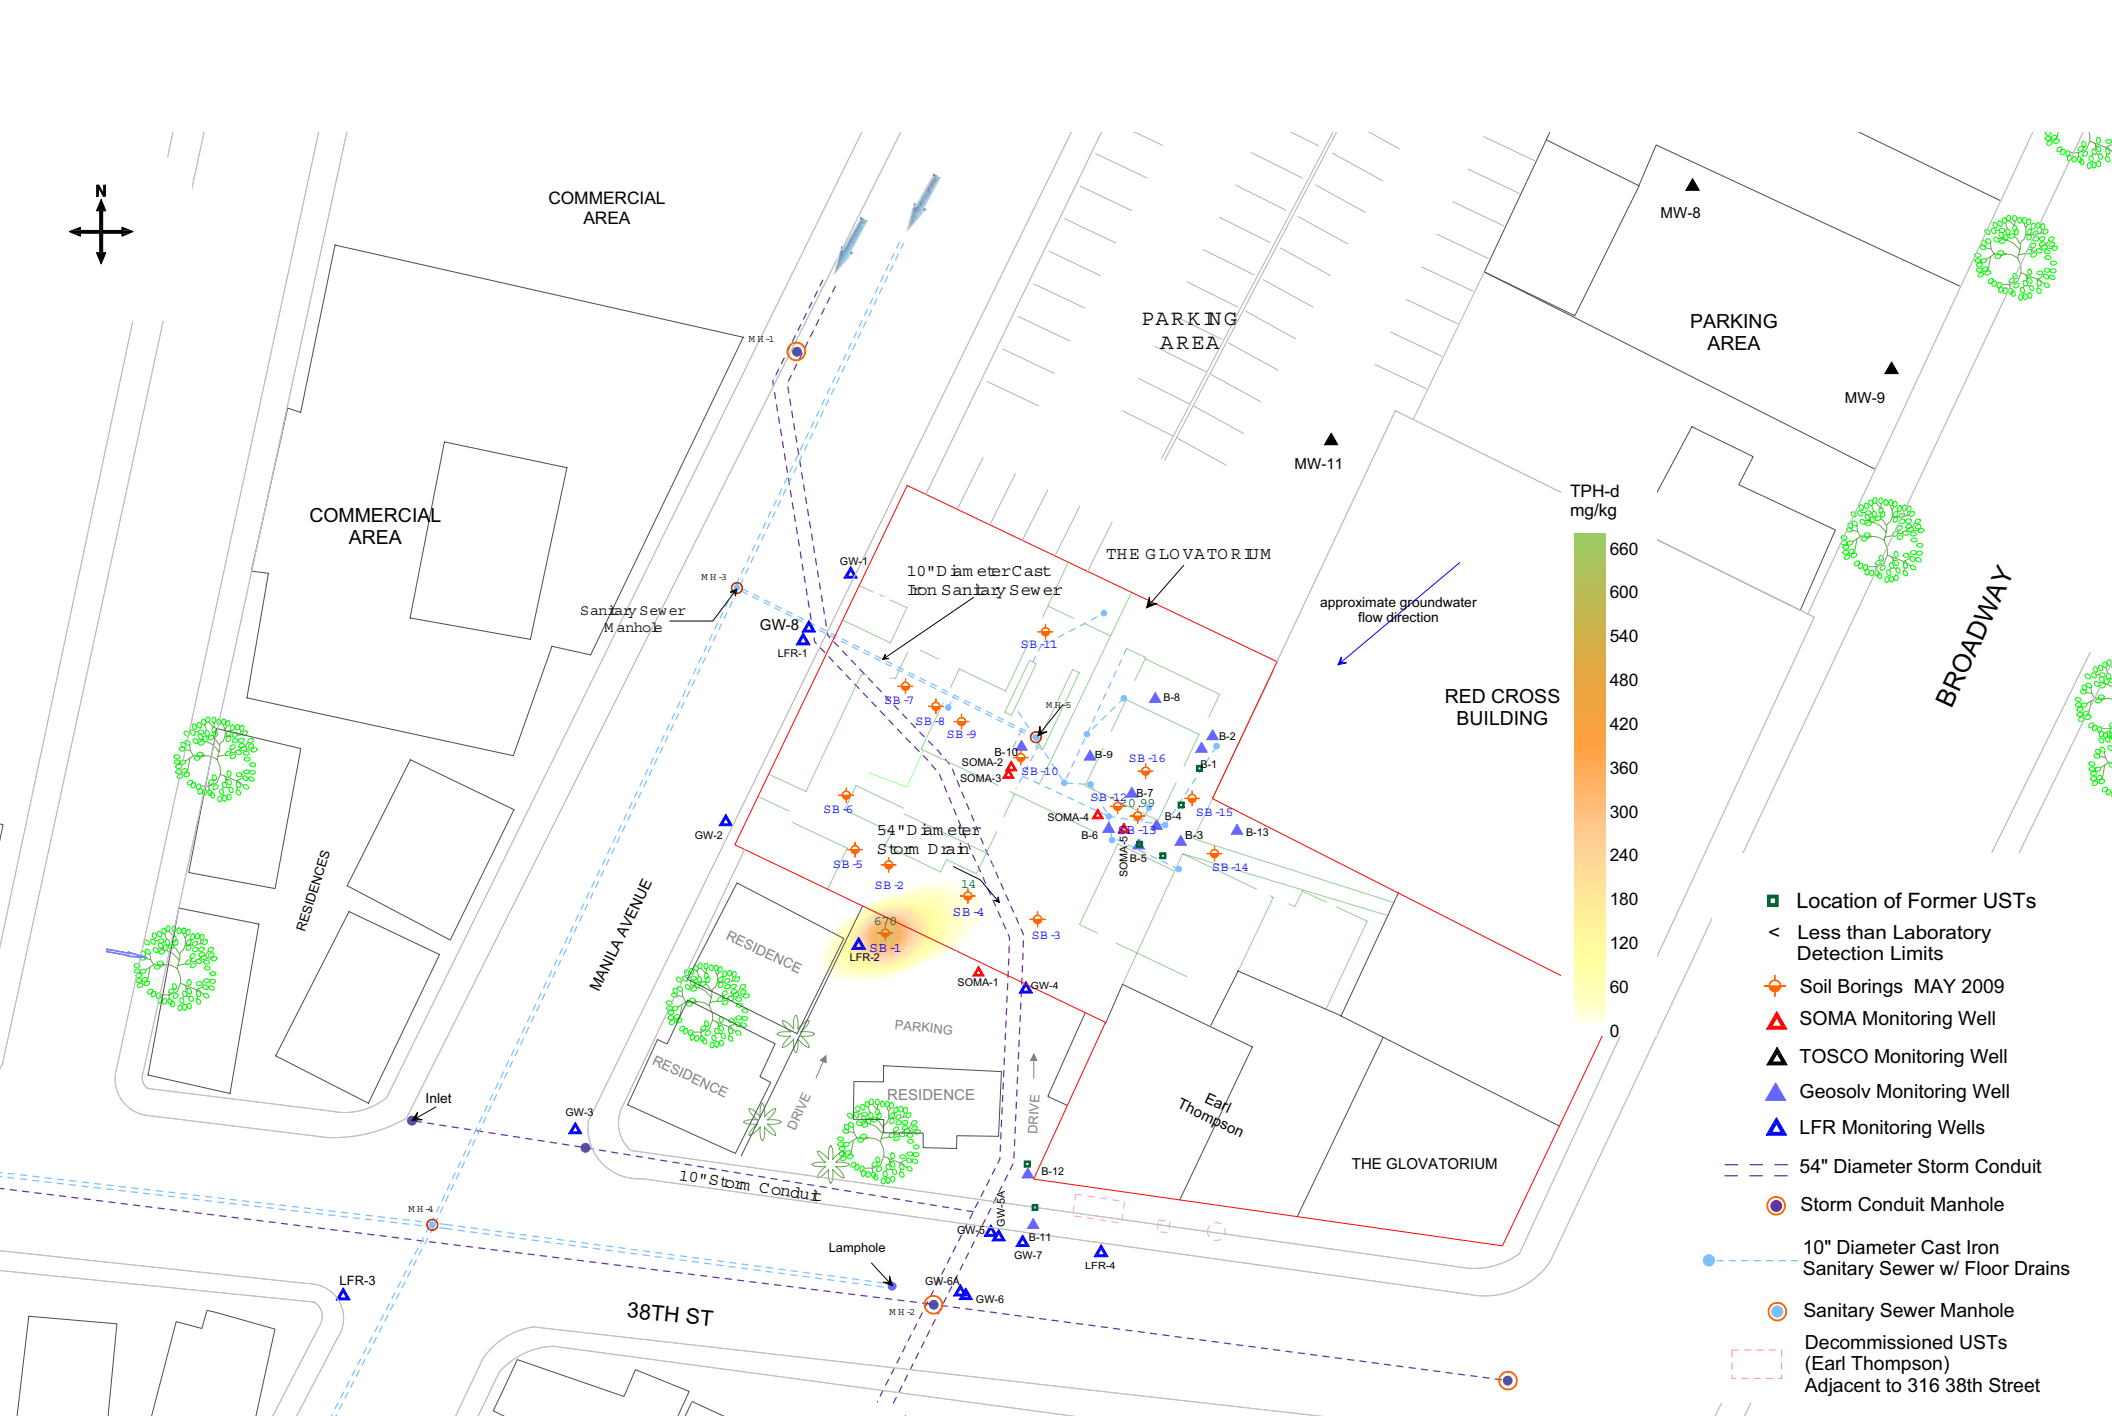 N
COMMERCIAL
AREA
MW-8
MH-1
PARKING
AREA
PARKING
AREA
MW-9
MW-11
COMMERCIAL
AREA
TPH-d
mg/kg
660
600
540
480
420
360
300
240
180
120
60
0
THE GLOVATORIUM
GW-1
10" Diameter Cast
Iron Sanitary Sewer
MH-3
Sanitary Sewer
Manhole
GW-8
LFR-1
approximate groundwater
flow direction
BROADWAY
SB-11
SB-7
SB-8
SB-9
MH-5
B-8
RED CROSS
BUILDING
B-10
SOMA-2
SOMA-3
SB-10
B-9
SB-16
B-2
B-1
SB-6
SB-12
B-7
<0.99
SOMA-4
B-6
SB-13
B-4
SB-15
B-3
B-13
SOMA-5
B-5
SB-14
GW-2
54" Diameter
Storm Drain
SB-5
SB-2
14
SB-4
SB-3
RESIDENCES
MANILA AVENUE
670
SB-1
LFR-2
RESIDENCE
SOMA-1
GW-4
PARKING
RESIDENCE
RESIDENCE
DRIVE
DRIVE
Earl
Thompson
THE GLOVATORIUM
Inlet
GW-3
B-12
10" Storm Conduit
MH-4
GW-5A
GW-5
B-11
GW-7
LFR-4
Lamphole
LFR-3
GW-6A
GW-6
MH-2
38TH ST
Location of Former USTs
< Less than Laboratory
Detection Limits
Soil Borings MAY 2009
SOMA Monitoring Well
TOSCO Monitoring Well
Geosolv Monitoring Well
LFR Monitoring Wells
54" Diameter Storm Conduit
Storm Conduit Manhole
10" Diameter Cast Iron
Sanitary Sewer w/ Floor Drains
Sanitary Sewer Manhole
Decommissioned USTs
(Earl Thompson)
Adjacent to 316 38th Street